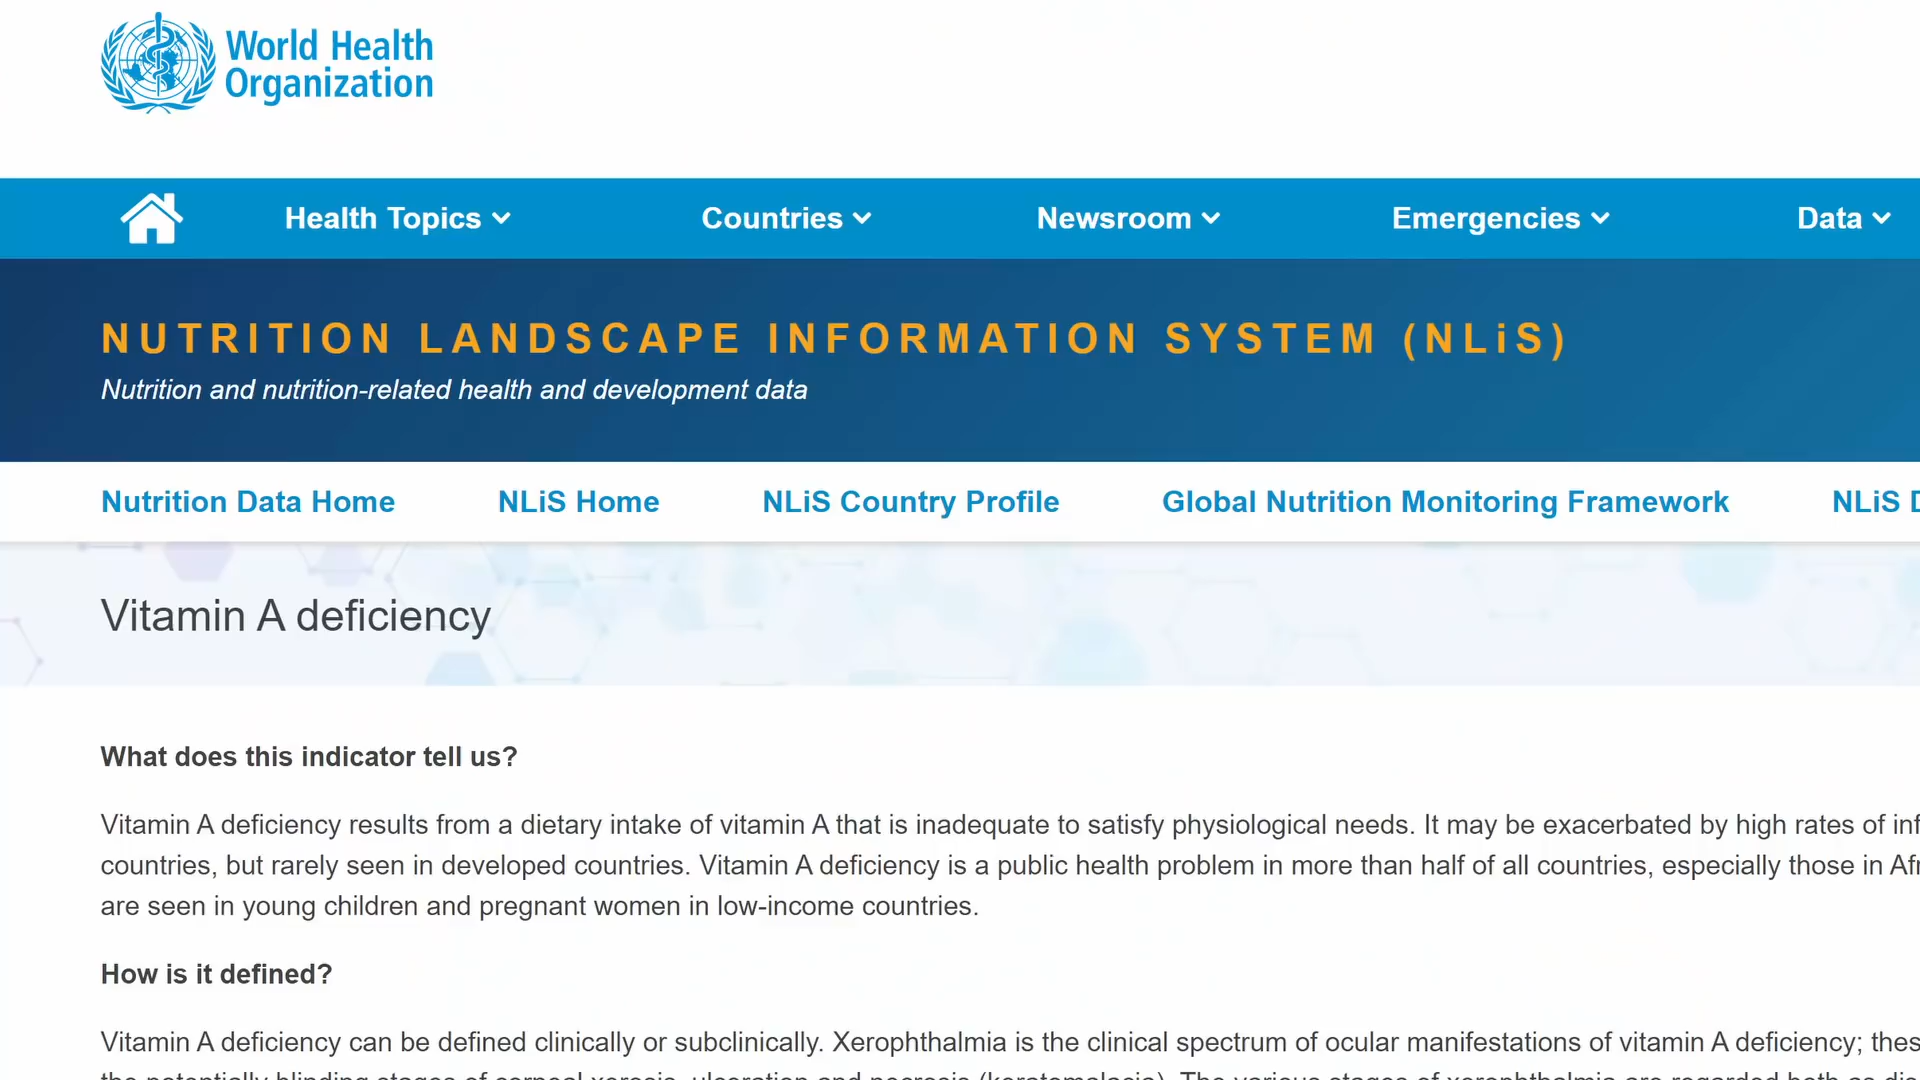 World Health
Organization
Health Topics
Countries
Newsroom
Emergencies
Data
NUTRITION LANDSCAPE INFORMATION SYSTEM (NLiS)
Nutrition and nutrition-related health and development data
Nutrition Data Home
NLiS Home
NLiS Country Profile
Global Nutrition Monitoring Framework
NLiS
Vitamin A deficiency
What does this indicator tell us?
Vitamin A deficiency results from a dietary intake of vitamin A that is inadequate to satisfy physiological needs. It may be exacerbated by high rates of
countries, but rarely seen in developed countries. Vitamin A deficiency is a public health problem in more than half of all countries, especially those in
are seen in young children and pregnant women in low-income countries.
How is it defined?
Vitamin A deficiency can be defined clinically or subclinically. Xerophthalmia is the clinical spectrum of ocular manifestations of vitamin A deficiency;